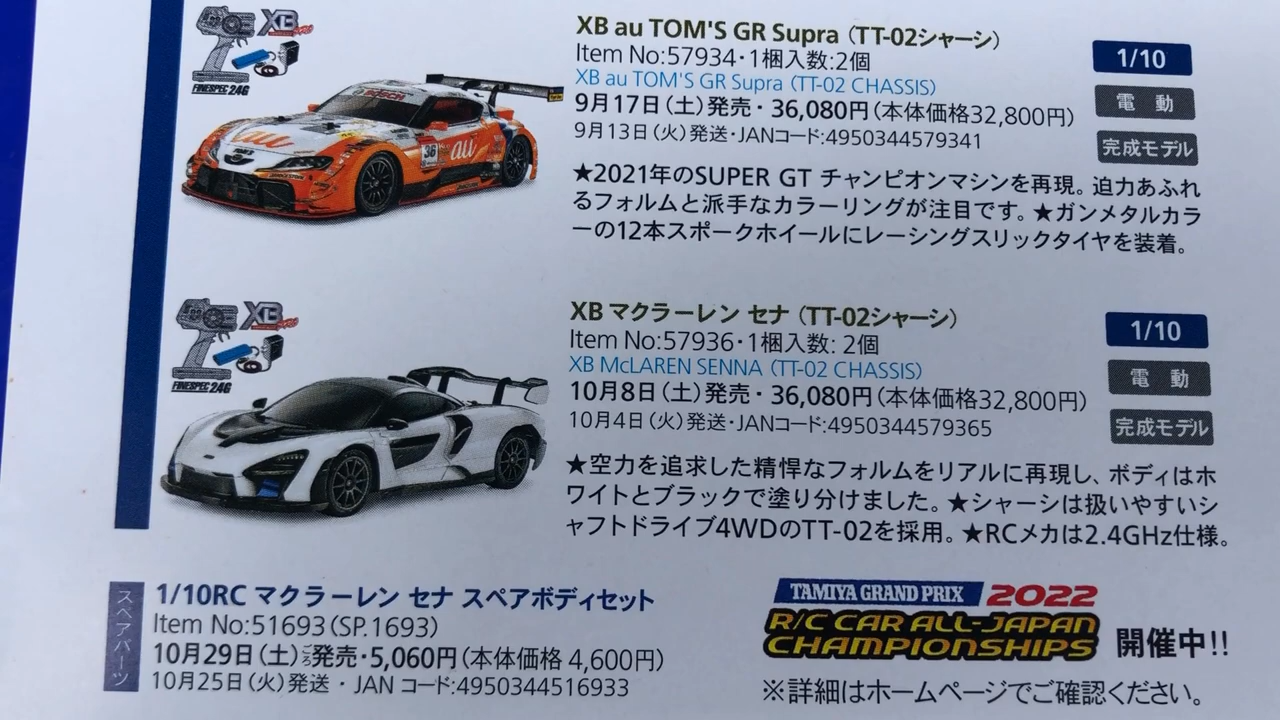 XB
FINESPEC 2.4G
XB au TOM'S GR Supra（TT-02シャーシ）
Item No:57934・1梱入数:2個
XB au TOM'S GR Supra（TT-02 CHASSIS）
9月17日（土）発売・36,080円（本体価格32,800円）
9月13日（火）発送・JANコード:4950344579341
1/10
電 動
完成モデル
au
36
au
★2021年のSUPER GT チャンピオンマシンを再現。迫力あふれ
るフォルムと派手なカラーリングが注目です。★ガンメタルカラ
ーの12本スポークホイールにレーシングスリックタイヤを装着。
XB
FINESPEC 2.4G
XB マクラーレン セナ（TT-02シャーシ）
Item No:57936・1梱入数: 2個
XB McLAREN SENNA（TT-02 CHASSIS）
10月8日（土）発売・36,080円（本体価格32,800円）
10月4日（火）発送・JANコード:4950344579365
1/10
電 動
完成モデル
★空力を追求した精悍なフォルムをリアルに再現し、ボディはホ
ワイトとブラックで塗り分けました。★シャーシは扱いやすいシ
ャフトドライブ4WDのTT-02を採用。★RCメカは2.4GHz仕様。
スペアパーツ
1/10RC マクラーレン セナ スペアボディセット
Item No:51693（SP.1693）
10月29日（土）ごろ発売・5,060円（本体価格 4,600円）
10月25日（火）発送・JAN コード:4950344516933
TAMIYA GRAND PRIX 2022
R/C CAR ALL-JAPAN
CHAMPIONSHIPS 開催中!!
※詳細はホームページでご確認ください。